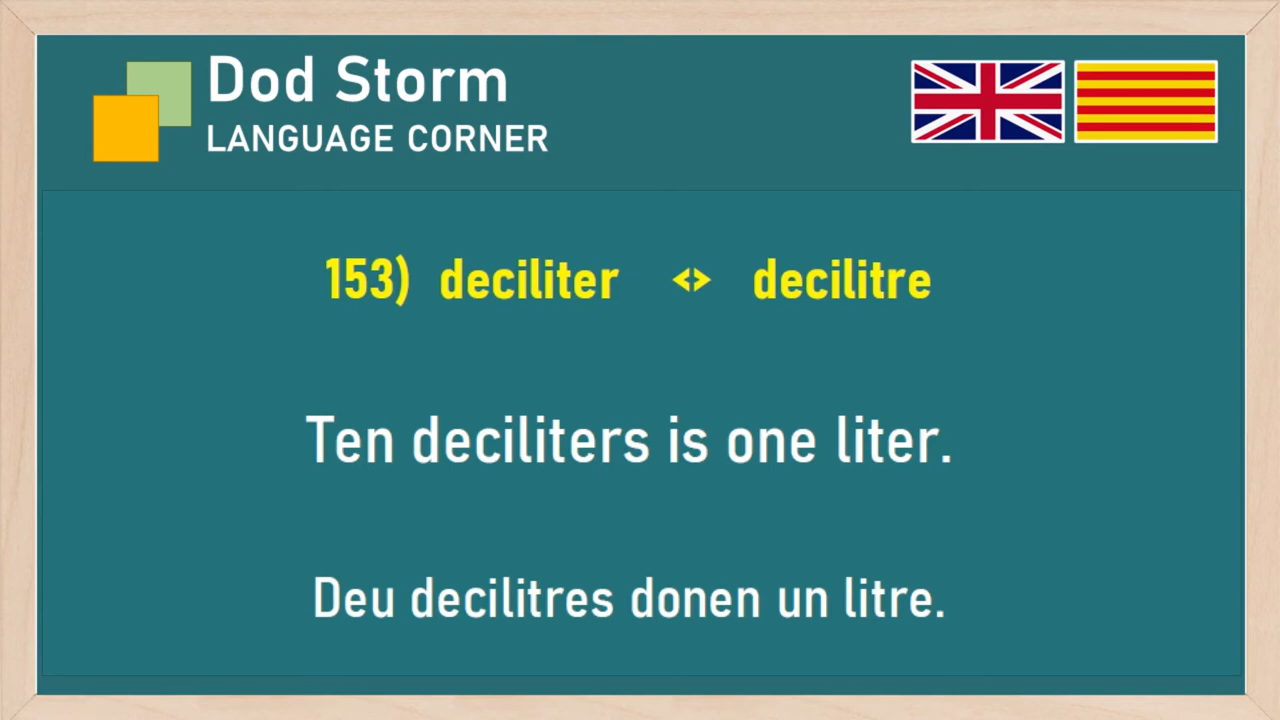 Dod Storm
LANGUAGE CORNER
153) deciliter <> decilitre
Ten deciliters is one liter.
Deu decilitres donen un litre.